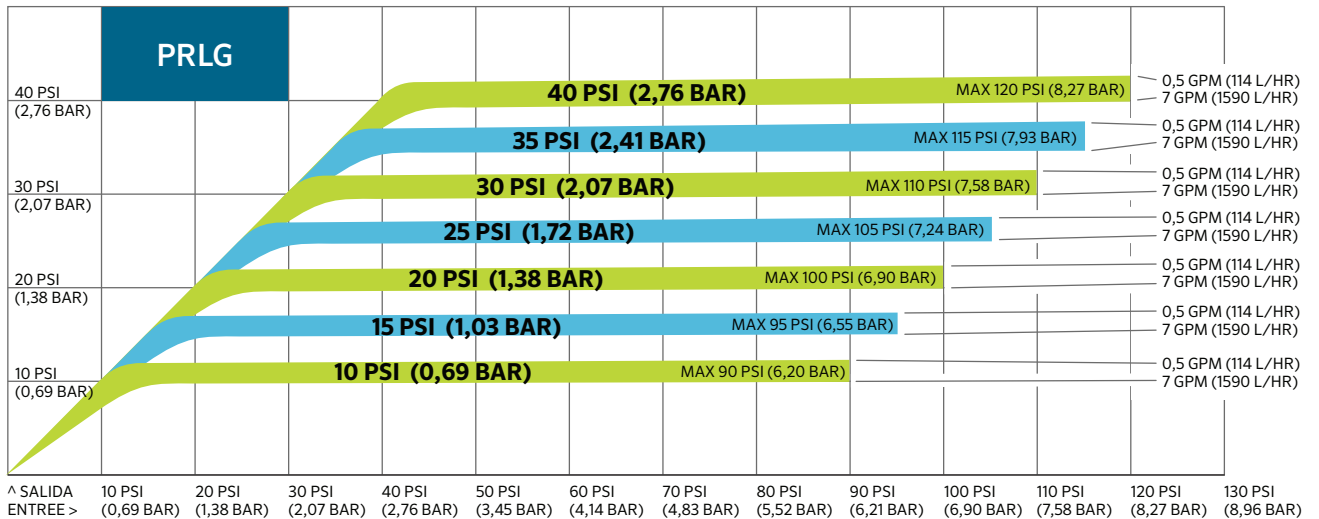 PRLG
40 PSI
(2,76 BAR)
40 PSI (2,76 BAR)
MAX 120 PSI (8,27 BAR)
0,5 GPM (114 L/HR)
7 GPM (1590 L/HR)
35 PSI (2,41 BAR)
MAX 115 PSI (7,93 BAR)
0,5 GPM (114 L/HR)
7 GPM (1590 L/HR)
30 PSI
(2,07 BAR)
30 PSI (2,07 BAR)
MAX 110 PSI (7,58 BAR)
0,5 GPM (114 L/HR)
7 GPM (1590 L/HR)
25 PSI (1,72 BAR)
MAX 105 PSI (7,24 BAR)
0,5 GPM (114 L/HR)
7 GPM (1590 L/HR)
20 PSI
(1,38 BAR)
20 PSI (1,38 BAR)
MAX 100 PSI (6,90 BAR)
0,5 GPM (114 L/HR)
7 GPM (1590 L/HR)
15 PSI (1,03 BAR)
MAX 95 PSI (6,55 BAR)
0,5 GPM (114 L/HR)
7 GPM (1590 L/HR)
10 PSI
(0,69 BAR)
10 PSI (0,69 BAR)
MAX 90 PSI (6,20 BAR)
0,5 GPM (114 L/HR)
7 GPM (1590 L/HR)
^ SALIDA 10 PSI 20 PSI 30 PSI 40 PSI 50 PSI 60 PSI 70 PSI 80 PSI 90 PSI 100 PSI 110 PSI 120 PSI 130 PSI
ENTREE > (0,69 BAR) (1,38 BAR) (2,07 BAR) (2,76 BAR) (3,45 BAR) (4,14 BAR) (4,83 BAR) (5,52 BAR) (6,21 BAR) (6,90 BAR) (7,58 BAR) (8,27 BAR) (8,96 BAR)